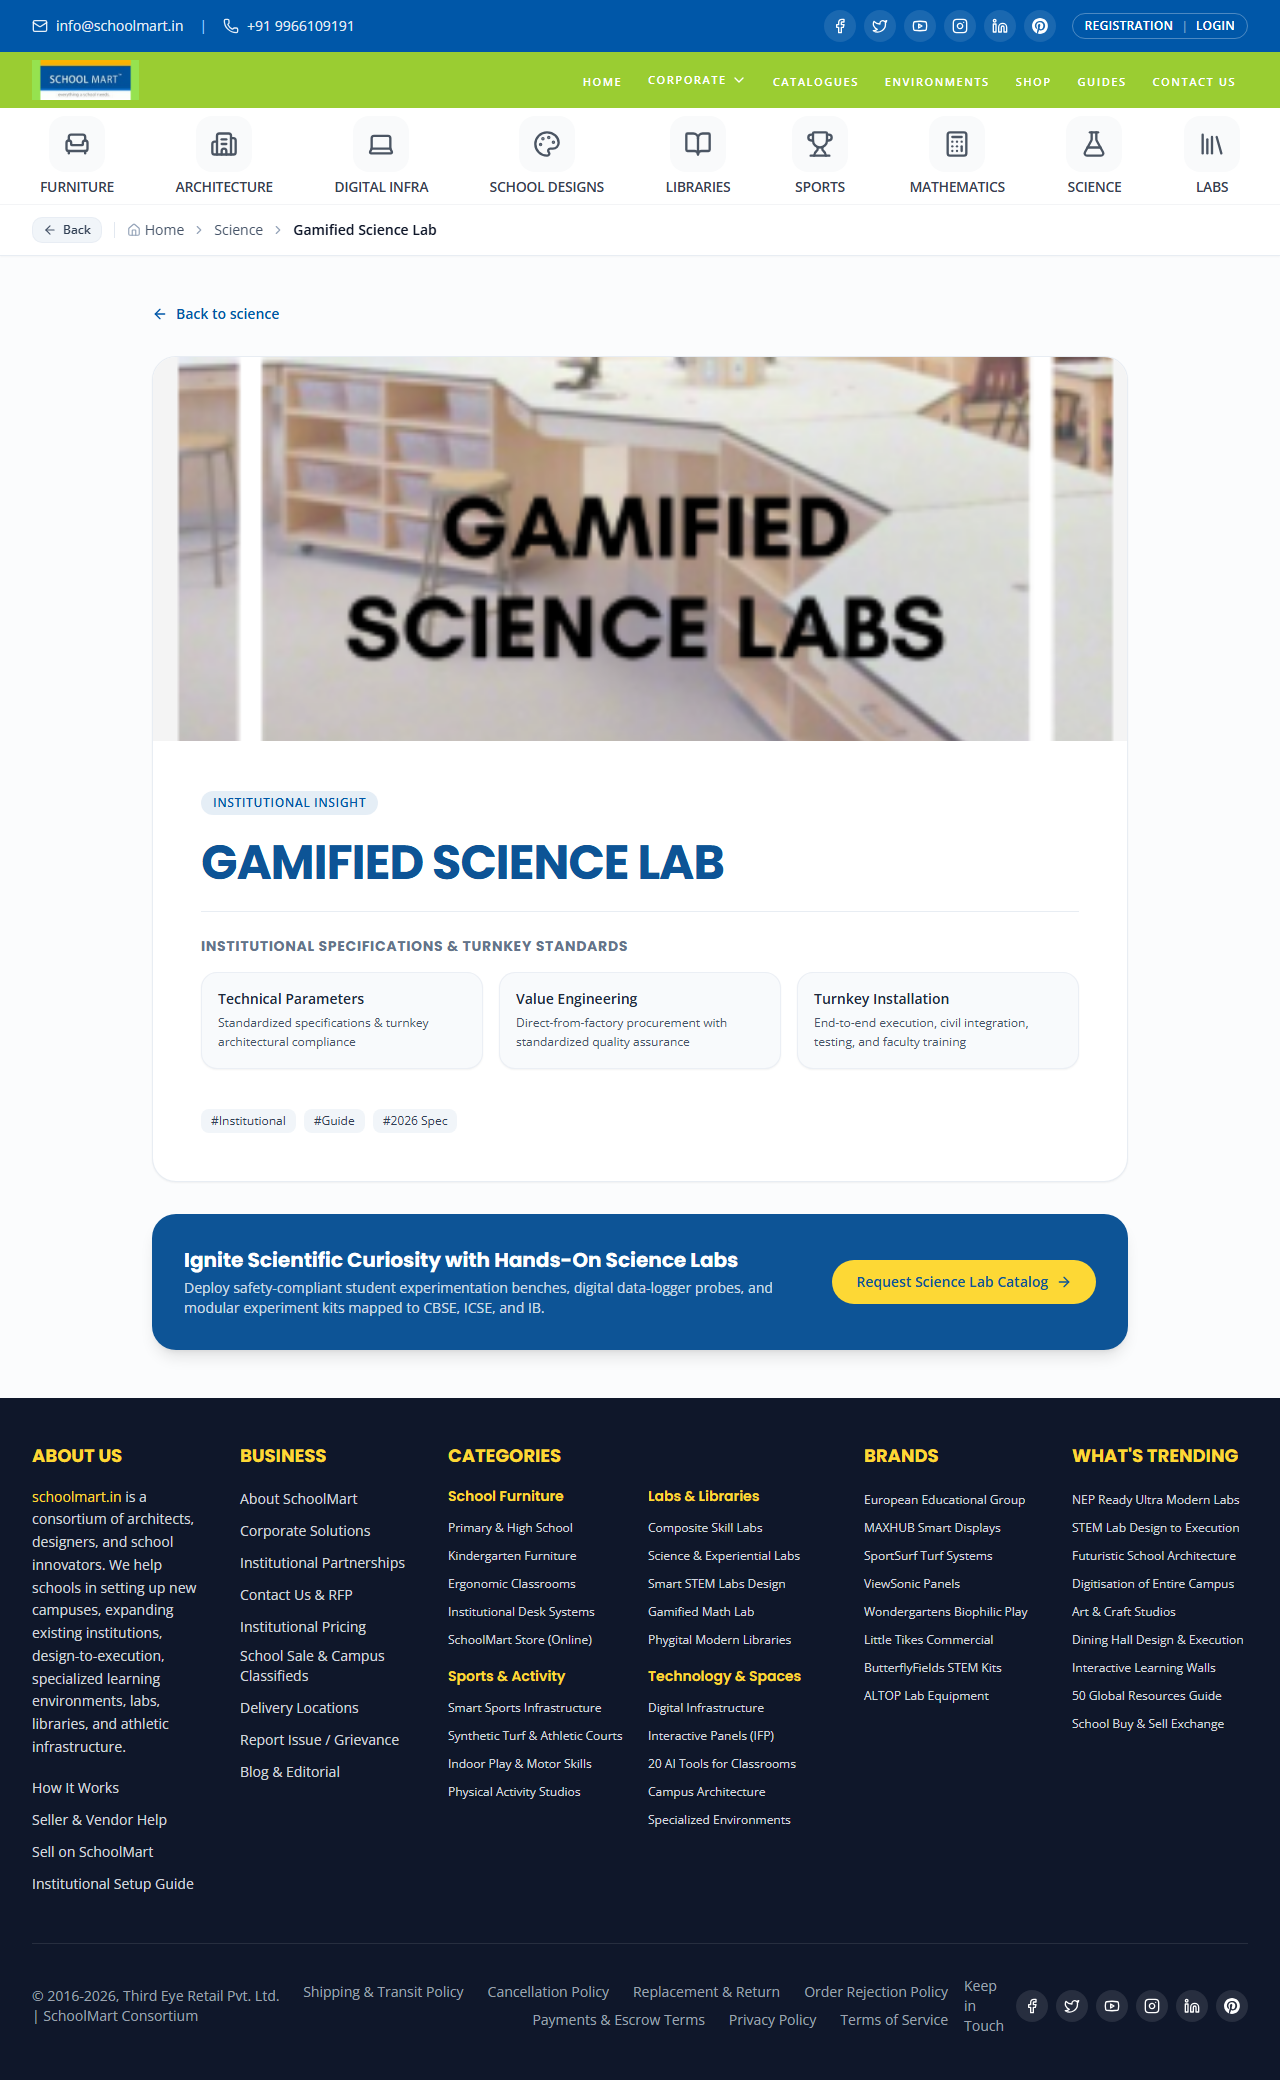 info@schoolmart.in | +91 9966109191
REGISTRATION | LOGIN
SCHOOL MART
HOME CORPORATE CATALOGUES ENVIRONMENTS SHOP GUIDES CONTACT US
FURNITURE ARCHITECTURE DIGITAL INFRA SCHOOL DESIGNS LIBRARIES SPORTS MATHEMATICS SCIENCE LABS
Back Home Science Gamified Science Lab
Back to science
GAMIFIED
SCIENCE LABS
INSTITUTIONAL INSIGHT
GAMIFIED SCIENCE LAB
INSTITUTIONAL SPECIFICATIONS & TURNKEY STANDARDS
Technical Parameters
Standardized specifications & turnkey
architectural compliance
Value Engineering
Direct-from-factory procurement with
standardized quality assurance
Turnkey Installation
End-to-end execution, civil integration,
testing, and faculty training
#Institutional #Guide #2026 Spec
Ignite Scientific Curiosity with Hands-On Science Labs
Deploy safety-compliant student experimentation benches, digital data-logger probes, and
modular experiment kits mapped to CBSE, ICSE, and IB.
Request Science Lab Catalog
ABOUT US
schoolmart.in is a
consortium of architects,
designers, and school
innovators. We help
schools in setting up new
campuses, expanding
existing institutions,
design-to-execution,
specialized learning
environments, labs,
libraries, and athletic
infrastructure.
How It Works
Seller & Vendor Help
Sell on SchoolMart
Institutional Setup Guide
BUSINESS
About SchoolMart
Corporate Solutions
Institutional Partnerships
Contact Us & RFP
Institutional Pricing
School Sale & Campus
Classifieds
Delivery Locations
Report Issue / Grievance
Blog & Editorial
CATEGORIES
School Furniture
Primary & High School
Kindergarten Furniture
Ergonomic Classrooms
Institutional Desk Systems
SchoolMart Store (Online)
Sports & Activity
Smart Sports Infrastructure
Synthetic Turf & Athletic Courts
Indoor Play & Motor Skills
Physical Activity Studios
Labs & Libraries
Composite Skill Labs
Science & Experiential Labs
Smart STEM Labs Design
Gamified Math Lab
Phygital Modern Libraries
Technology & Spaces
Digital Infrastructure
Interactive Panels (IFP)
20 AI Tools for Classrooms
Campus Architecture
Specialized Environments
BRANDS
European Educational Group
MAXHUB Smart Displays
SportSurf Turf Systems
ViewSonic Panels
Wondergartens Biophilic Play
Little Tikes Commercial
ButterflyFields STEM Kits
ALTOP Lab Equipment
WHAT'S TRENDING
NEP Ready Ultra Modern Labs
STEM Lab Design to Execution
Futuristic School Architecture
Digitisation of Entire Campus
Art & Craft Studios
Dining Hall Design & Execution
Interactive Learning Walls
50 Global Resources Guide
School Buy & Sell Exchange
© 2016-2026, Third Eye Retail Pvt. Ltd.
| SchoolMart Consortium
Shipping & Transit Policy Cancellation Policy Replacement & Return Order Rejection Policy
Payments & Escrow Terms Privacy Policy Terms of Service
Keep
in
Touch